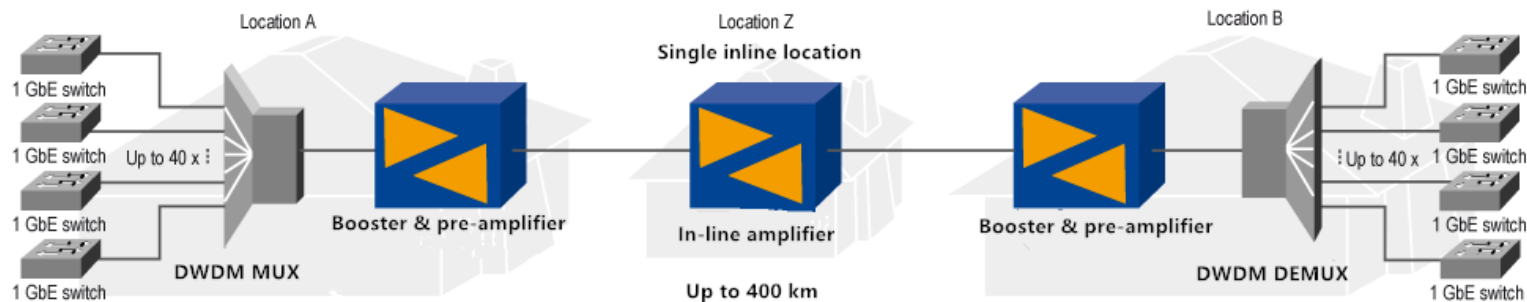 Location A
Location Z
Location B
Single inline location
1 GbE switch
1 GbE switch
1 GbE switch
1 GbE switch
Up to 40 x
DWDM MUX
Booster & pre-amplifier
In-line amplifier
Up to 400 km
Booster & pre-amplifier
DWDM DEMUX
Up to 40 x
1 GbE switch
1 GbE switch
1 GbE switch
1 GbE switch